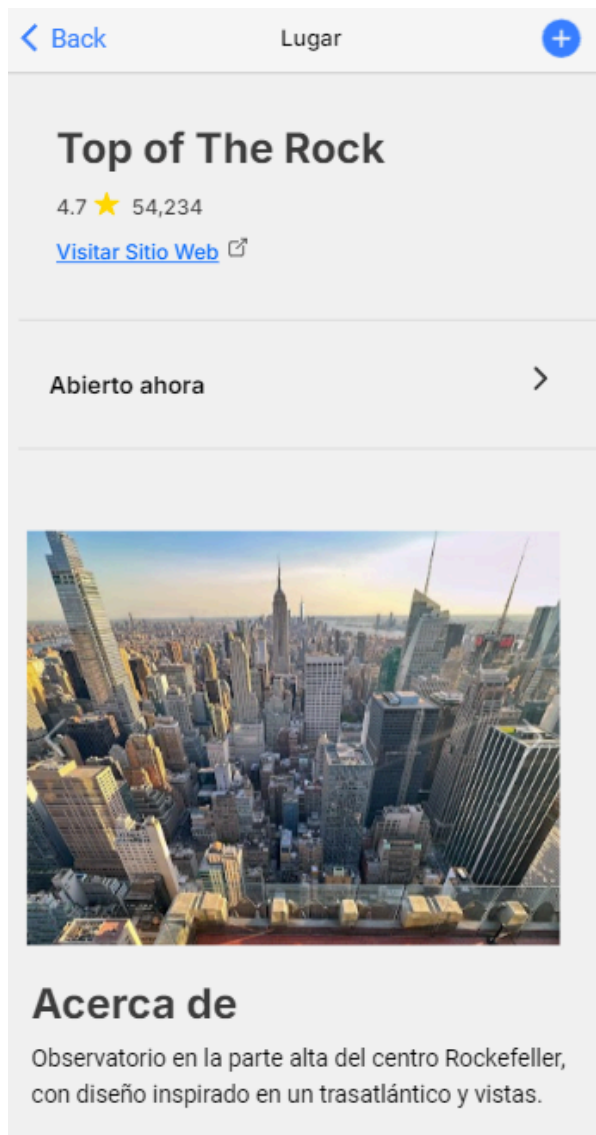 Back
Lugar
Top of The Rock
4.7 54,234
Visitar Sitio Web
Abierto ahora
Acerca de
Observatorio en la parte alta del centro Rockefeller,
con diseño inspirado en un trasatlántico y vistas.